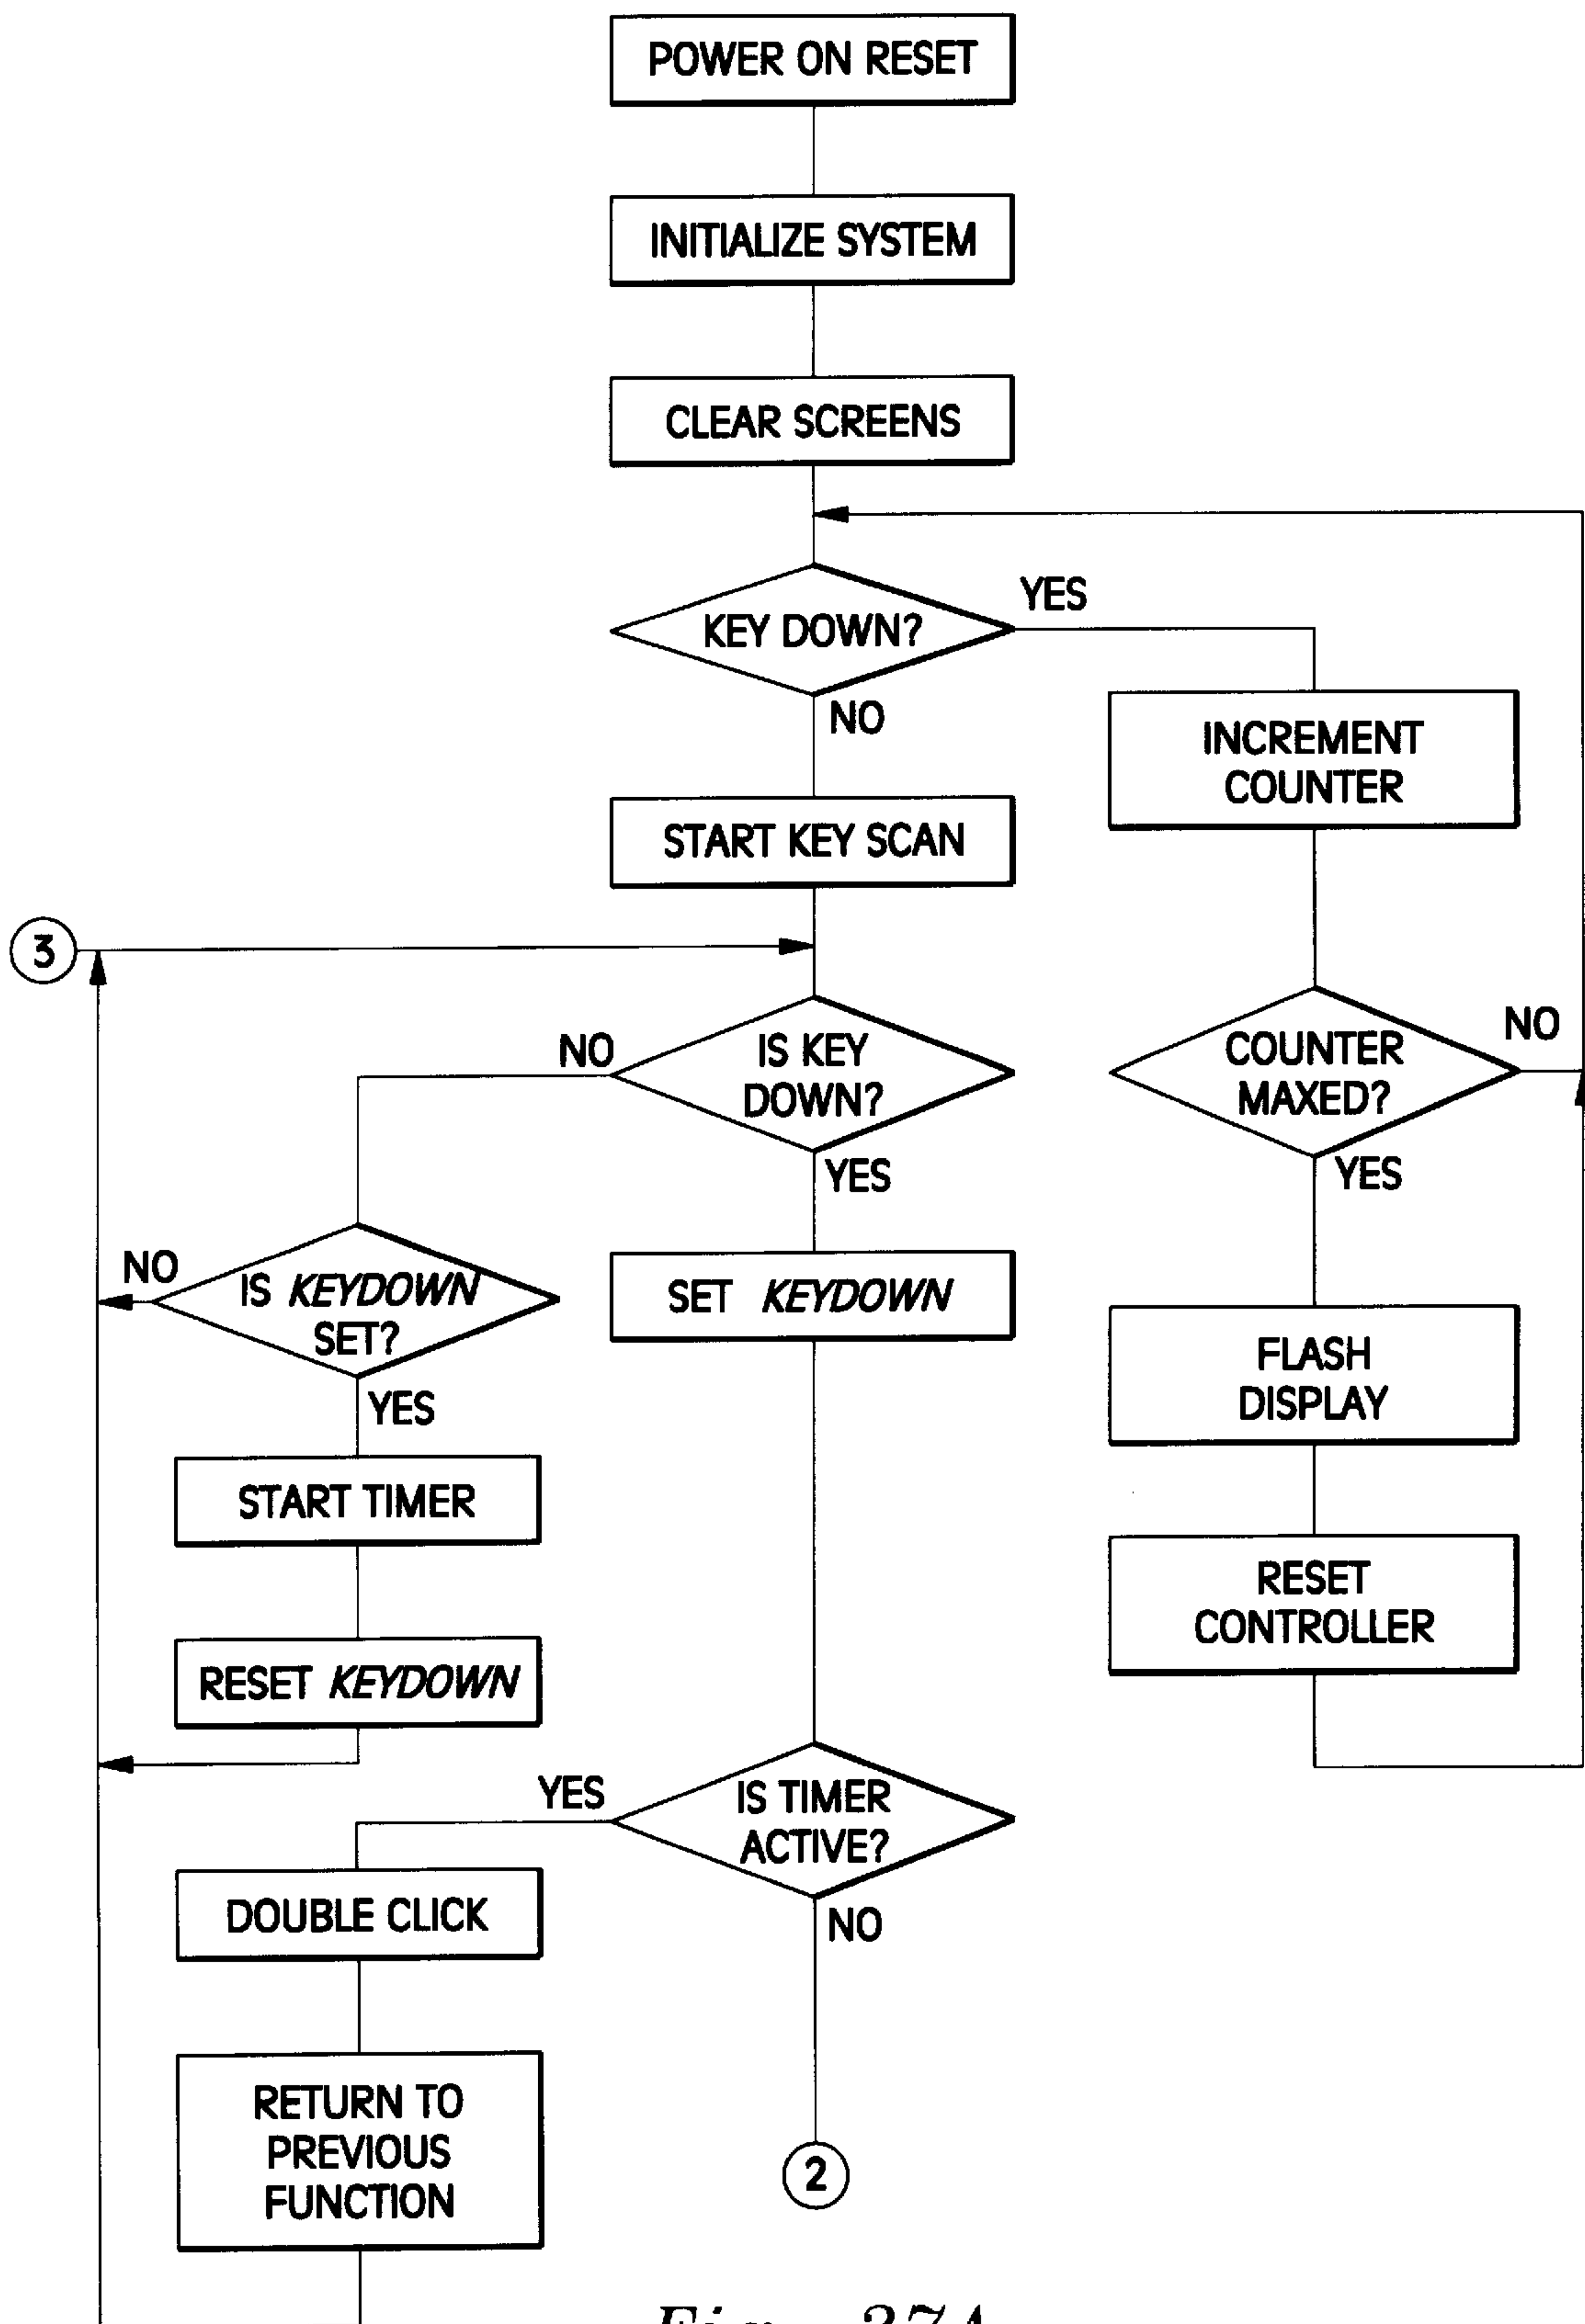 POWER ON RESET
INITIALIZE SYSTEM
CLEAR SCREENS
KEY DOWN?
YES
NO
INCREMENT
COUNTER
START KEY SCAN
3
NO
IS KEY
DOWN?
YES
COUNTER
MAXED?
NO
YES
NO
IS KEYDOWN
SET?
YES
SET KEYDOWN
FLASH
DISPLAY
START TIMER
RESET
CONTROLLER
RESET KEYDOWN
YES
IS TIMER
ACTIVE?
NO
DOUBLE CLICK
RETURN TO
PREVIOUS
FUNCTION
2
Fig. 37A